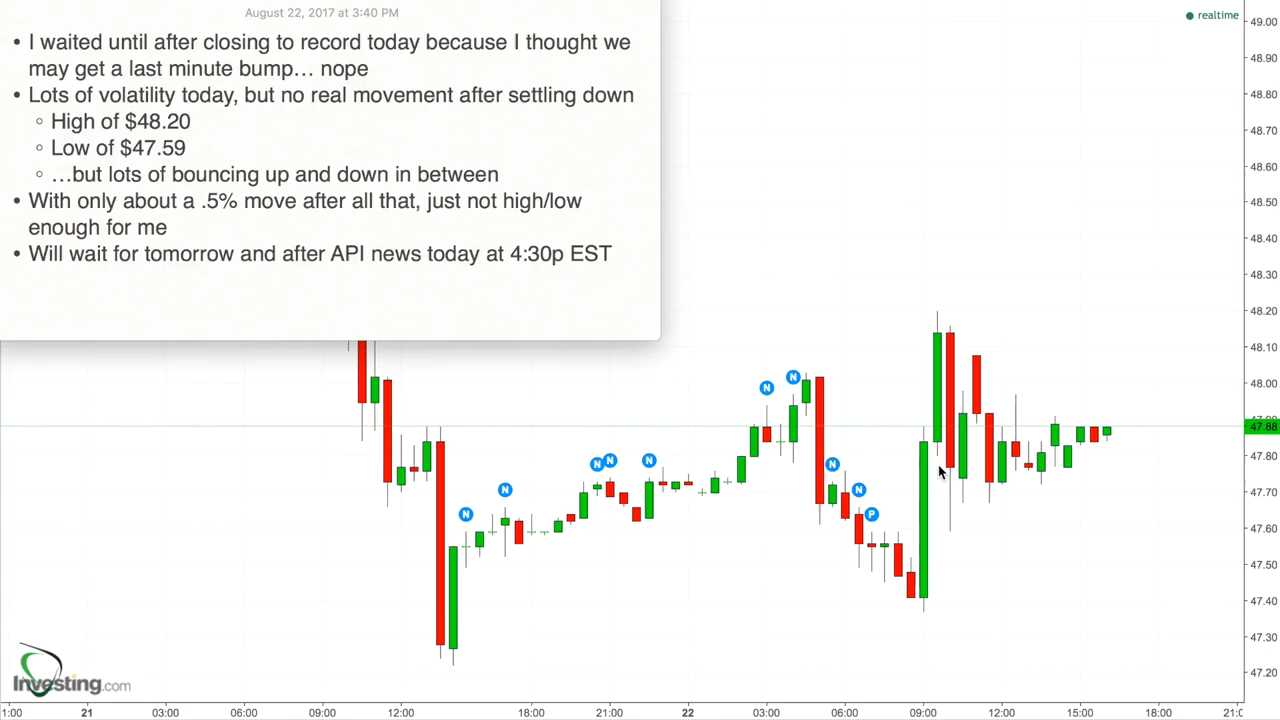 August 22, 2017 at 3:40 PM
• I waited until after closing to record today because I thought we
may get a last minute bump… nope
• Lots of volatility today, but no real movement after settling down
◦ High of $48.20
◦ Low of $47.59
◦ …but lots of bouncing up and down in between
• With only about a .5% move after all that, just not high/low
enough for me
• Will wait for tomorrow and after API news today at 4:30p EST
realtime
49.00
48.90
48.80
48.70
48.60
48.50
48.40
48.30
48.20
48.10
48.00
47.88
47.80
47.70
47.60
47.50
47.40
47.30
47.20
N
N
N
N
N
N
N
N
N
P
Investing.com
1:00 21 03:00 06:00 09:00 12:00 18:00 21:00 22 03:00 06:00 09:00 12:00 15:00 18:00